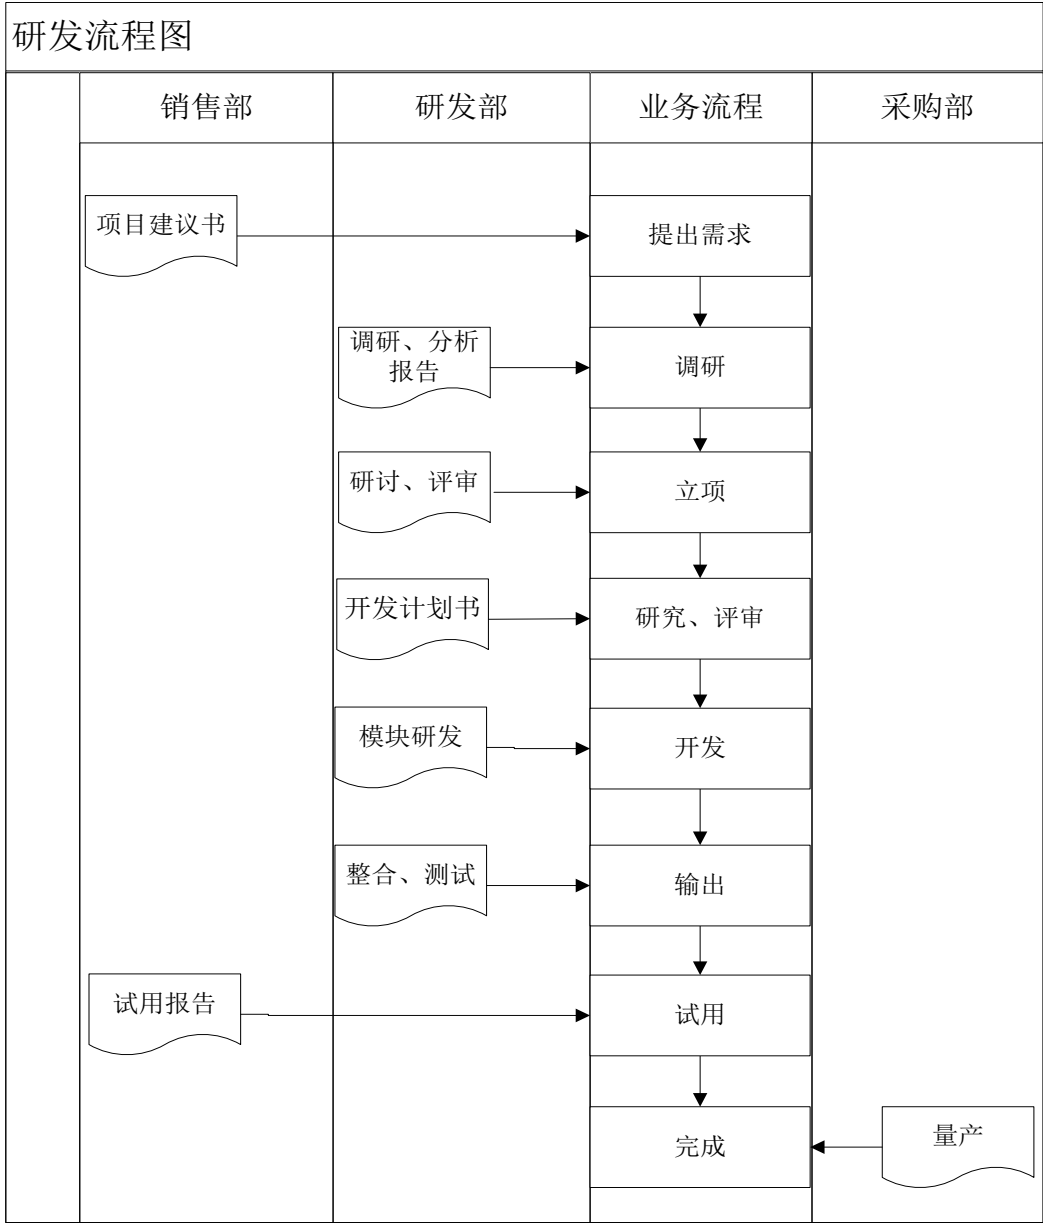 研发流程图
销售部
研发部
业务流程
采购部
项目建议书
提出需求
调研、分析
报告
调研
研讨、评审
立项
开发计划书
研究、评审
模块研发
开发
整合、测试
输出
试用报告
试用
完成
量产